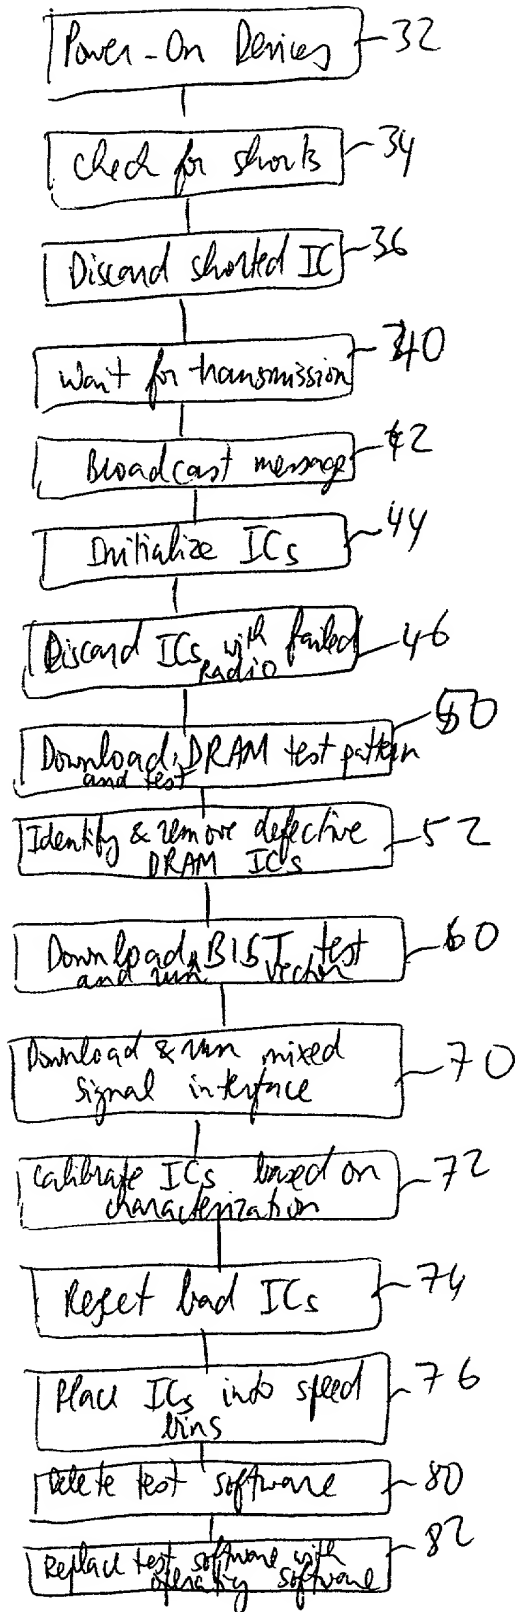 Power-On Devices 32
Check for shorts 34
Discard shorted IC 36
Wait for transmission 40
Broadcast message 42
Initialize ICs 44
Discard ICs with failed 46
Radio
Download DRAM test pattern 50
and test
Identify & remove defective 52
DRAM ICs
Download BIST test 60
and run vector
Download & run mixed 70
signal interface
Calibrate ICs based on 72
characterization
Reject bad ICs 74
Place ICs into speed 76
bins
Delete test software 80
Replace test software with 82
operating software